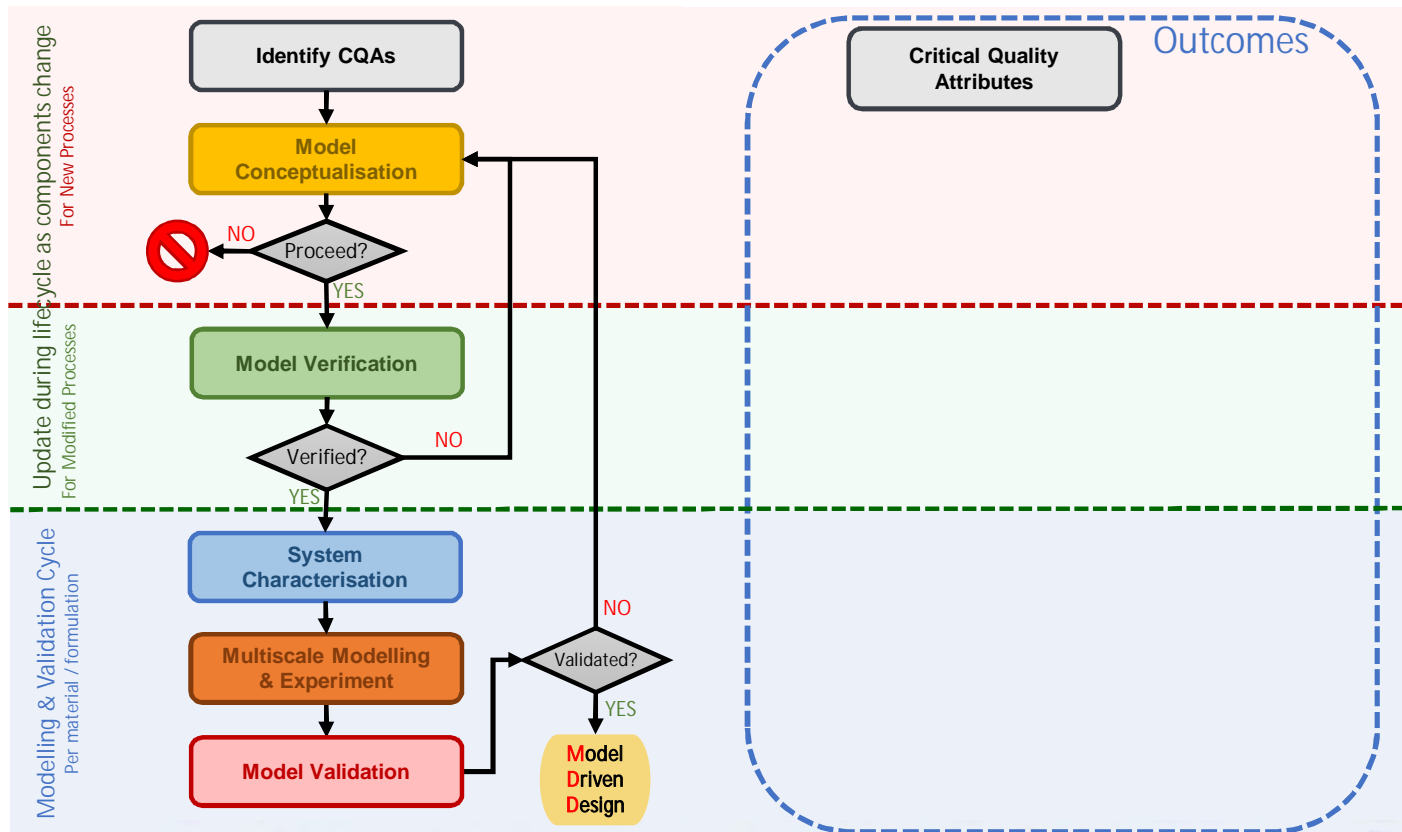 Outcomes
Identify CQAs
Critical Quality
Attributes
Model
Conceptualisation
NO
Proceed?
YES
Update during lifecycle as components change
For New Processes
For Modified Processes
Model Verification
NO
Verified?
YES
System
Characterisation
NO
Multiscale Modelling
& Experiment
Validated?
YES
Model Validation
Model
Driven
Design
Modelling & Validation Cycle
Per material / formulation